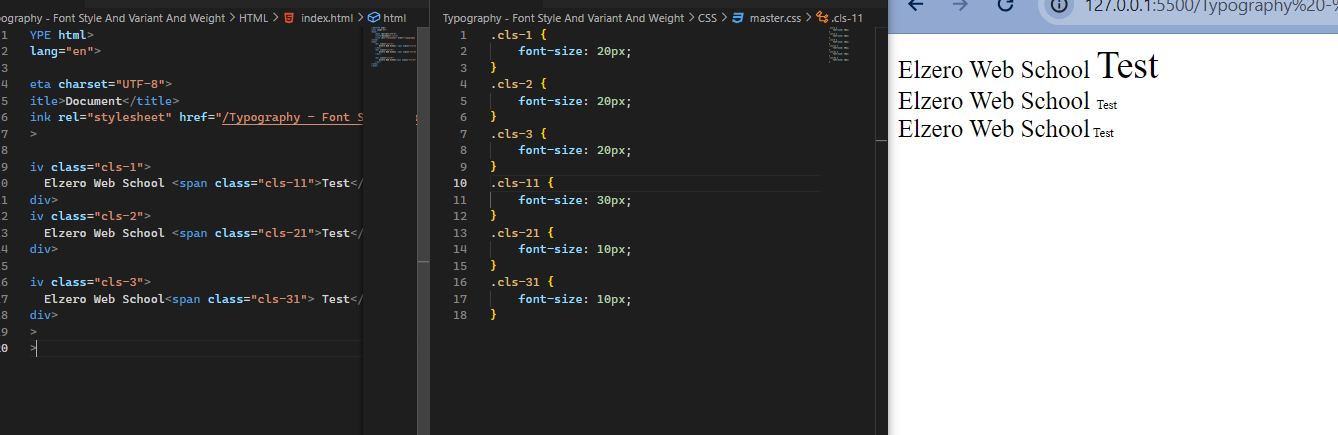 Typography - Font Style And Variant And Weight > HTML > index.html > html
1 YPE html>
2 lang="en">
3
4 eta charset="UTF-8">
5 itle>Document</title>
6 ink rel="stylesheet" href="/Typography - Font S
7 >
8
9 iv class="cls-1">
0 Elzero Web School <span class="cls-11">Test</
1 div>
2 iv class="cls-2">
3 Elzero Web School <span class="cls-21">Test</
4 div>
5
6 iv class="cls-3">
7 Elzero Web School<span class="cls-31"> Test</
8 div>
9 >
0 >
Typography - Font Style And Variant And Weight > CSS > master.css > .cls-11
1 .cls-1 {
2 font-size: 20px;
3 }
4 .cls-2 {
5 font-size: 20px;
6 }
7 .cls-3 {
8 font-size: 20px;
9 }
10 .cls-11 {
11 font-size: 30px;
12 }
13 .cls-21 {
14 font-size: 10px;
15 }
16 .cls-31 {
17 font-size: 10px;
18 }
127.0.0.1:5500/Typography%20-%
Elzero Web School Test
Elzero Web School Test
Elzero Web School Test